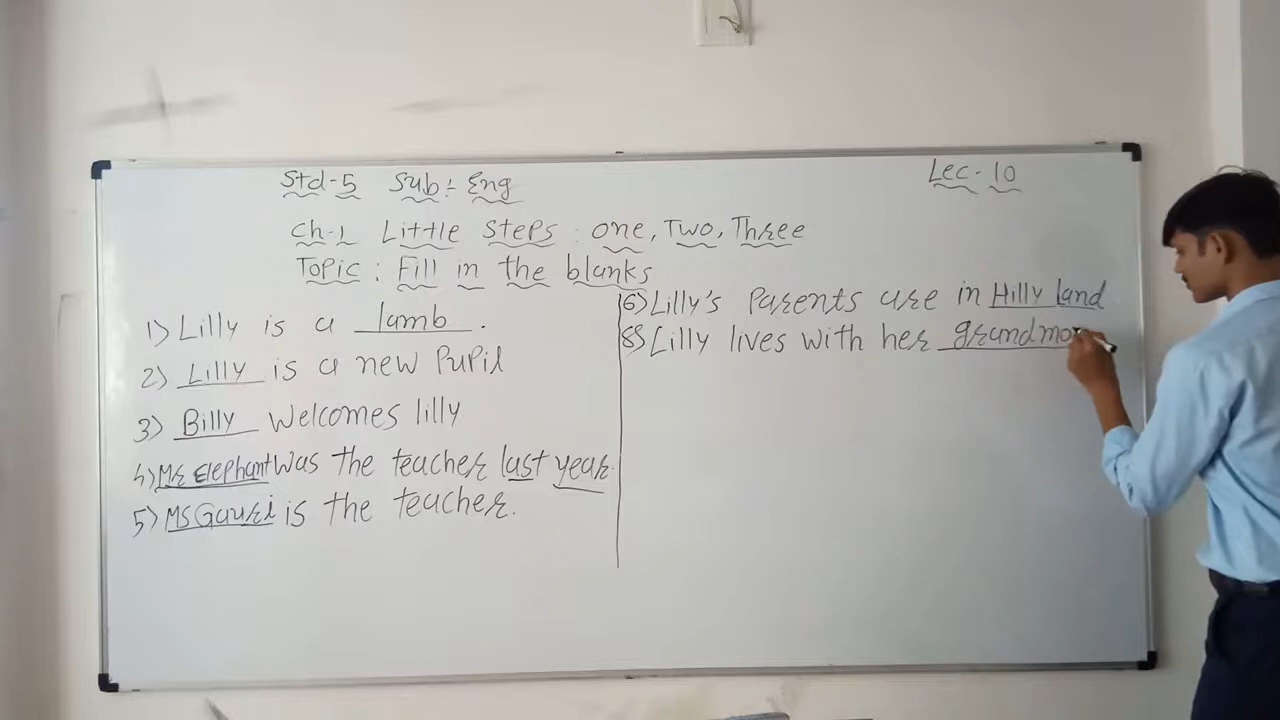 Std-5 Sub:- Eng
Lec-10
Ch-1 Little Steps: one, Two, Three
Topic: Fill in the blanks
1) Lilly is a lamb.
2) Lilly is a new Pupil
3) Billy Welcomes lilly
4) Mr Elephant was the teacher last year.
5) MS Gauri is the teacher.
6) Lilly's Parents are in Hilly land
8) Lilly lives with her grandmo